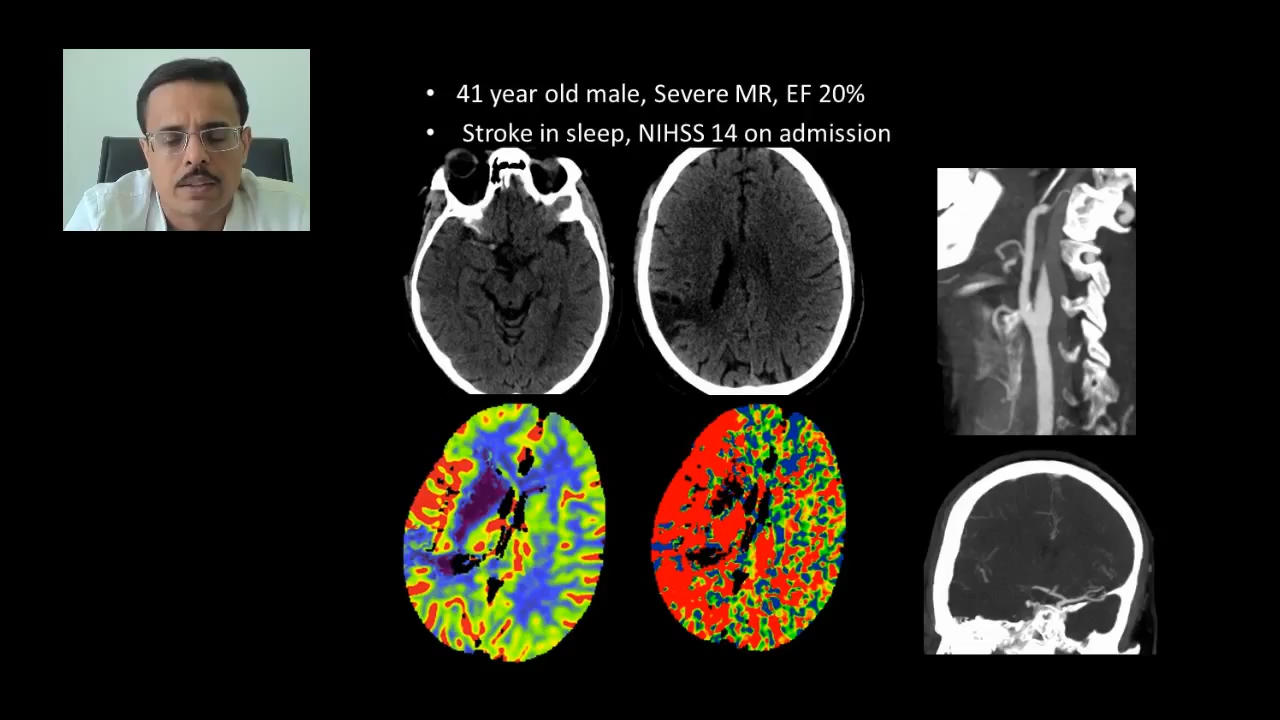 • 41 year old male, Severe MR, EF 20%
• Stroke in sleep, NIHSS 14 on admission